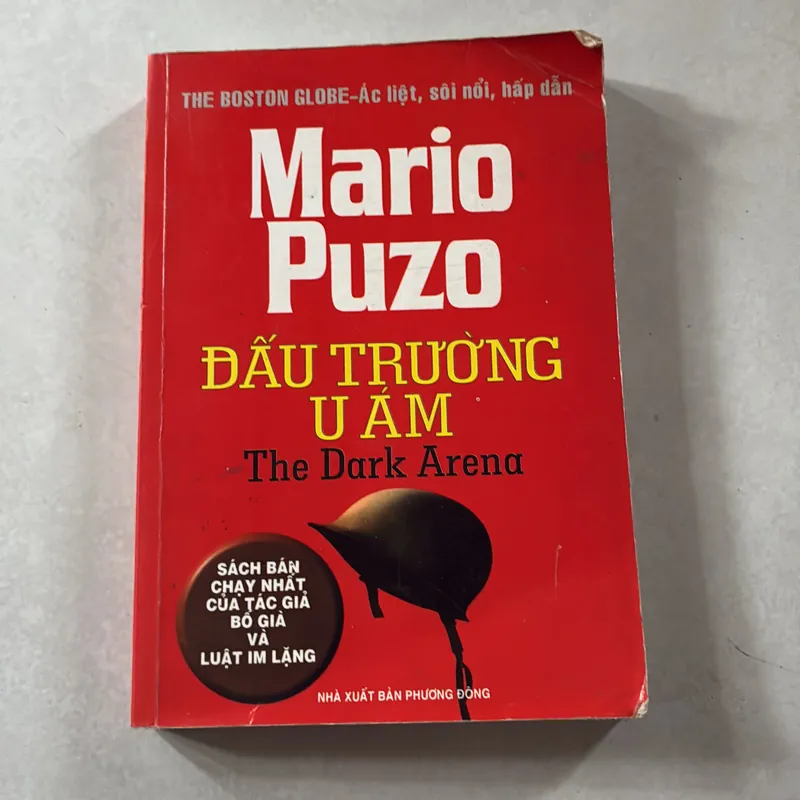 THE BOSTON GLOBE-Ác liệt, sôi nổi, hấp dẫn
Mario
Puzo
ĐẤU TRƯỜNG
U ÁM
The Dark Arena
SÁCH BÁN
CHẠY NHẤT
CỦA TÁC GIẢ
BỐ GIÀ
VÀ
LUẬT IM LẶNG
NHÀ XUẤT BẢN PHƯƠNG ĐÔNG